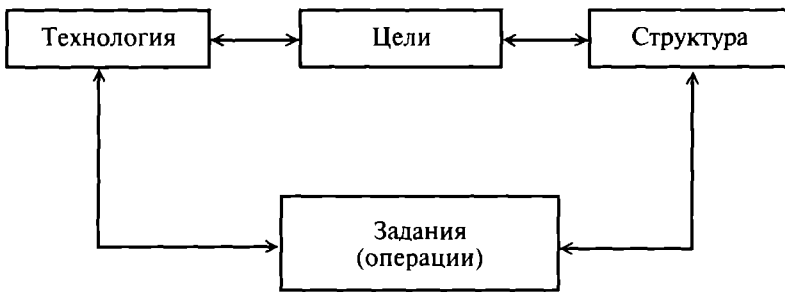 Технология
Цели
Структура
Задания
(операции)